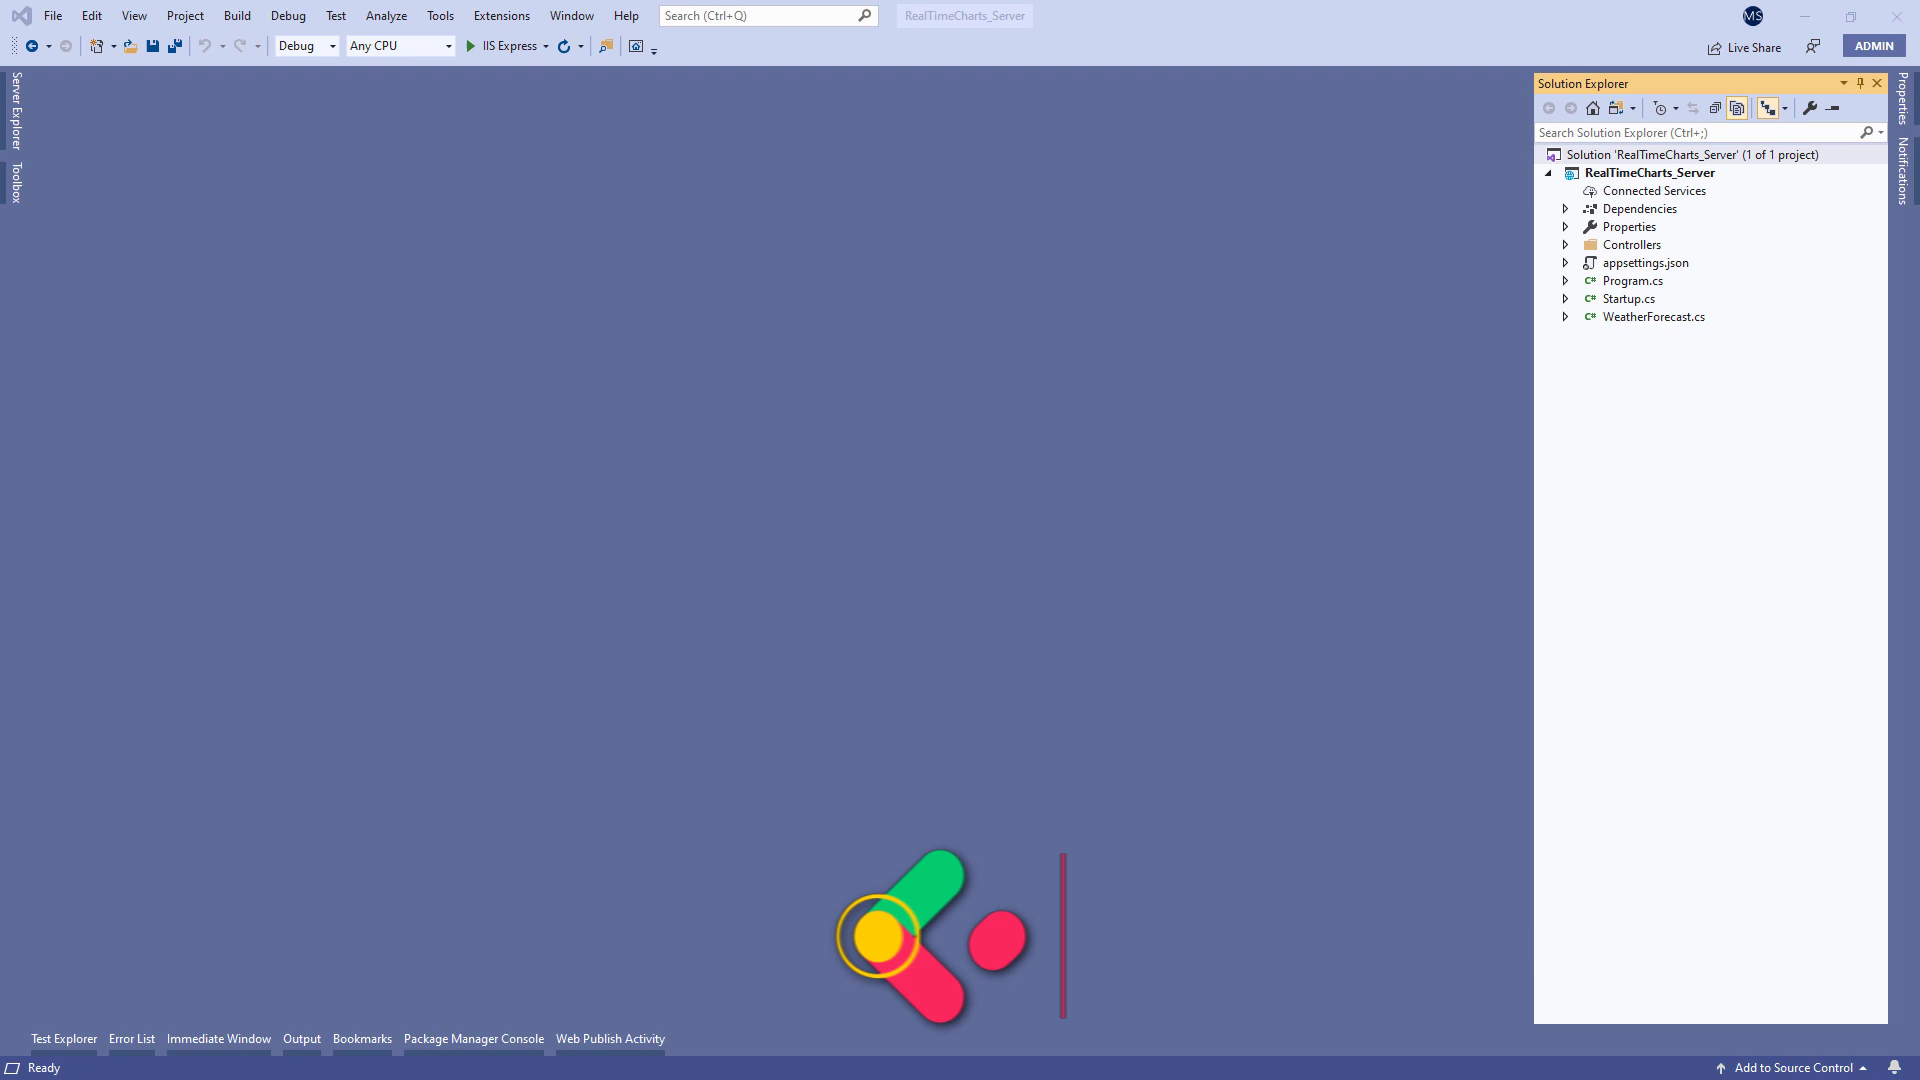 File Edit View Project Build Debug Test Analyze Tools Extensions Window Help Search (Ctrl+Q) RealTimeCharts_Server MS
Debug Any CPU IIS Express Live Share ADMIN
Server Explorer
Toolbox
Solution Explorer
Search Solution Explorer (Ctrl+;)
Solution 'RealTimeCharts_Server' (1 of 1 project)
RealTimeCharts_Server
Connected Services
Dependencies
Properties
Controllers
appsettings.json
C# Program.cs
C# Startup.cs
C# WeatherForecast.cs
Properties
Notifications
Test Explorer Error List Immediate Window Output Bookmarks Package Manager Console Web Publish Activity
Ready Add to Source Control